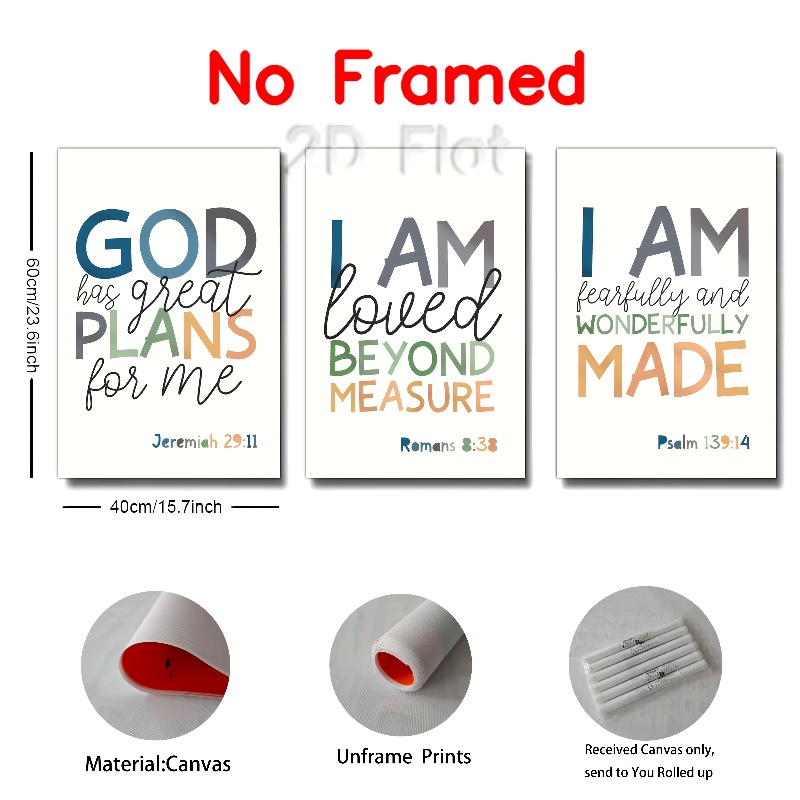 No Framed
2D Flat
60cm/23.6inch
GOD
has great
PLANS
for me
Jeremiah 29:11
I AM
loved
BEYOND
MEASURE
Romans 8:38
I AM
fearfully and
WONDERFULLY
MADE
Psalm 139:14
40cm/15.7inch
Material:Canvas
Unframe Prints
Received Canvas only,
send to You Rolled up